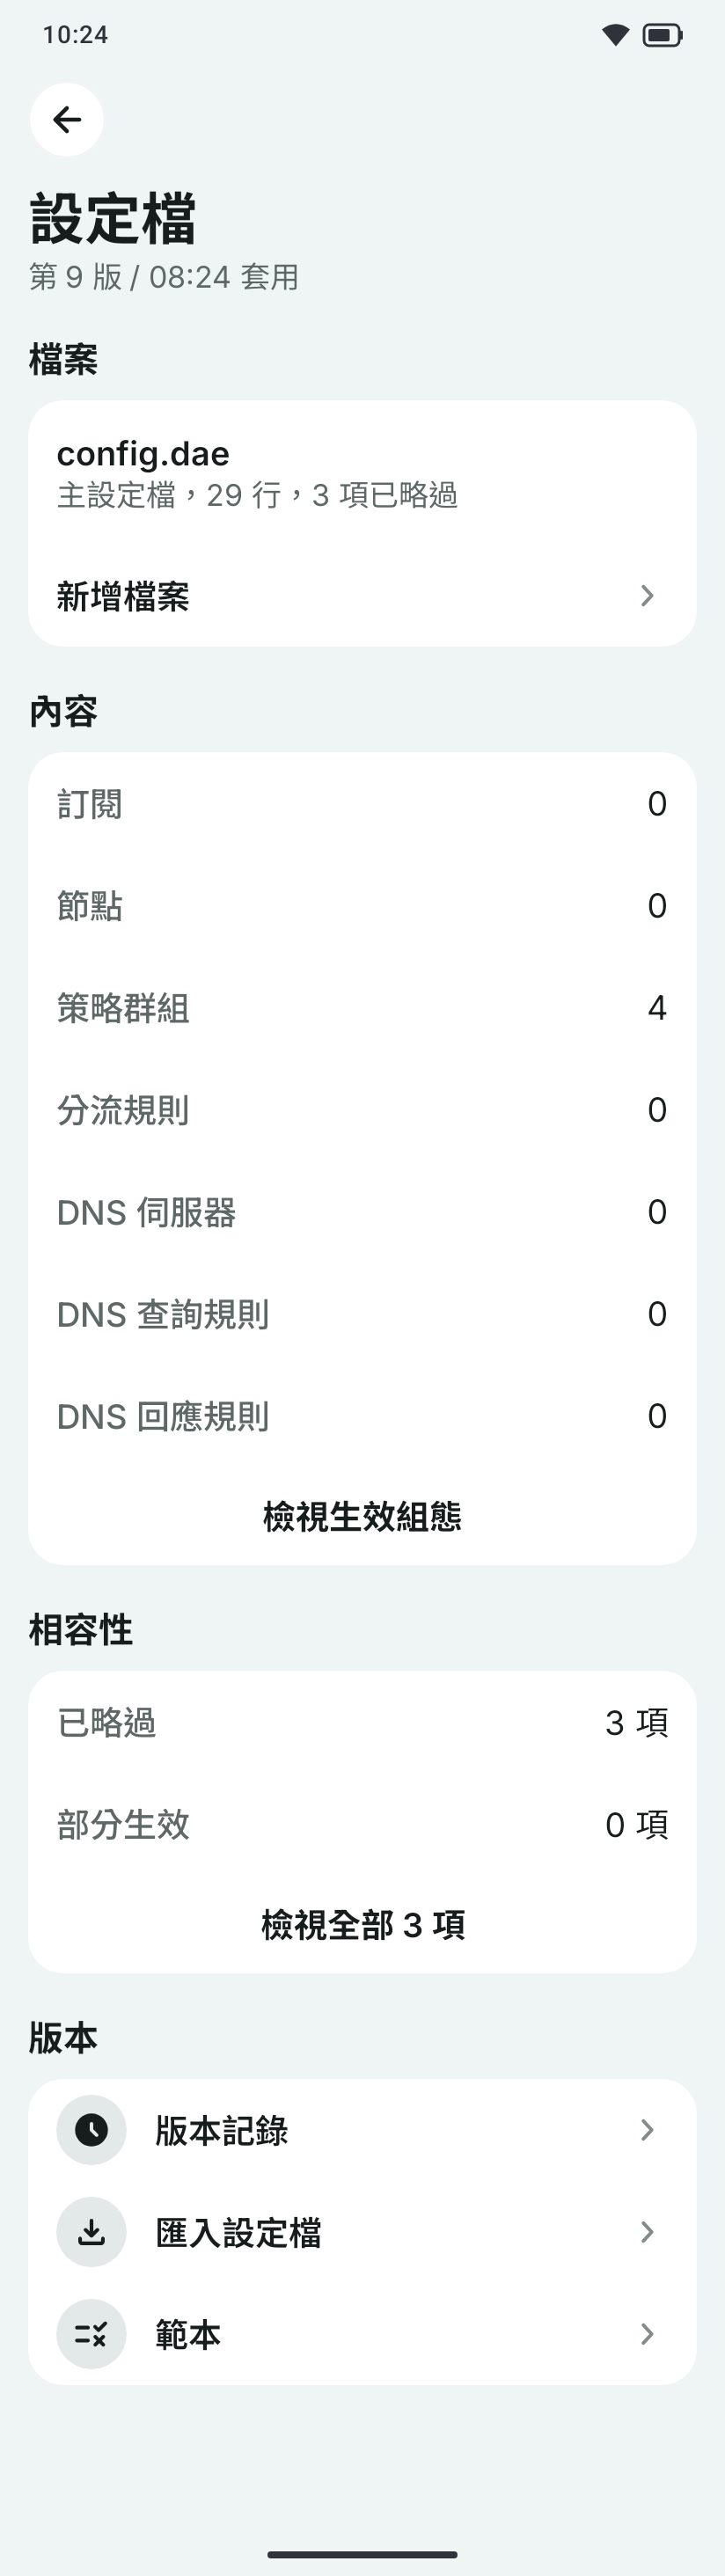 10:24
設定檔
第 9 版 / 08:24 套用
檔案
config.dae
主設定檔，29 行，3 項已略過
新增檔案
內容
訂閱 0
節點 0
策略群組 4
分流規則 0
DNS 伺服器 0
DNS 查詢規則 0
DNS 回應規則 0
檢視生效組態
相容性
已略過 3 項
部分生效 0 項
檢視全部 3 項
版本
版本記錄
匯入設定檔
範本